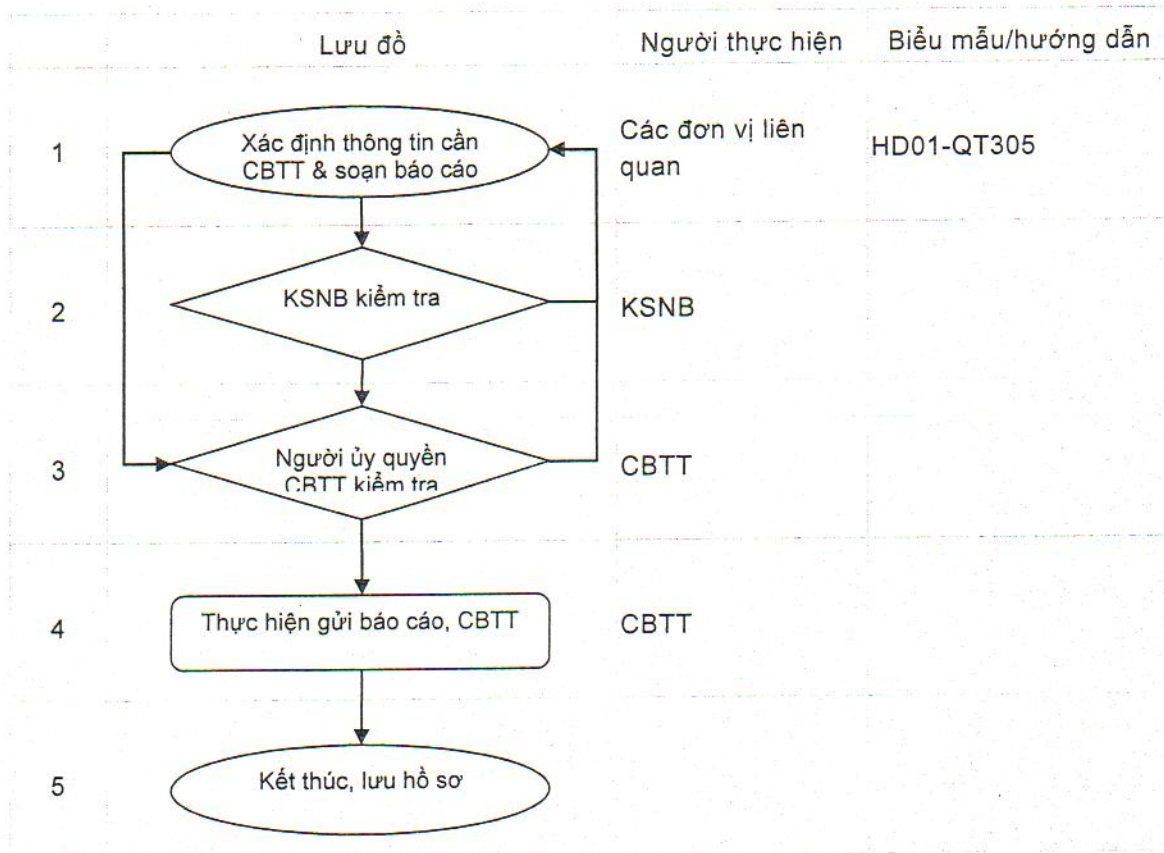 Lưu đồ
Người thực hiện
Biểu mẫu/hướng dẫn
1
Xác định thông tin cần
CBTT & soạn báo cáo
Các đơn vị liên
quan
HD01-QT305
2
KSNB kiểm tra
KSNB
3
Người ủy quyền
CBTT kiểm tra
CBTT
4
Thực hiện gửi báo cáo, CBTT
CBTT
5
Kết thúc, lưu hồ sơ